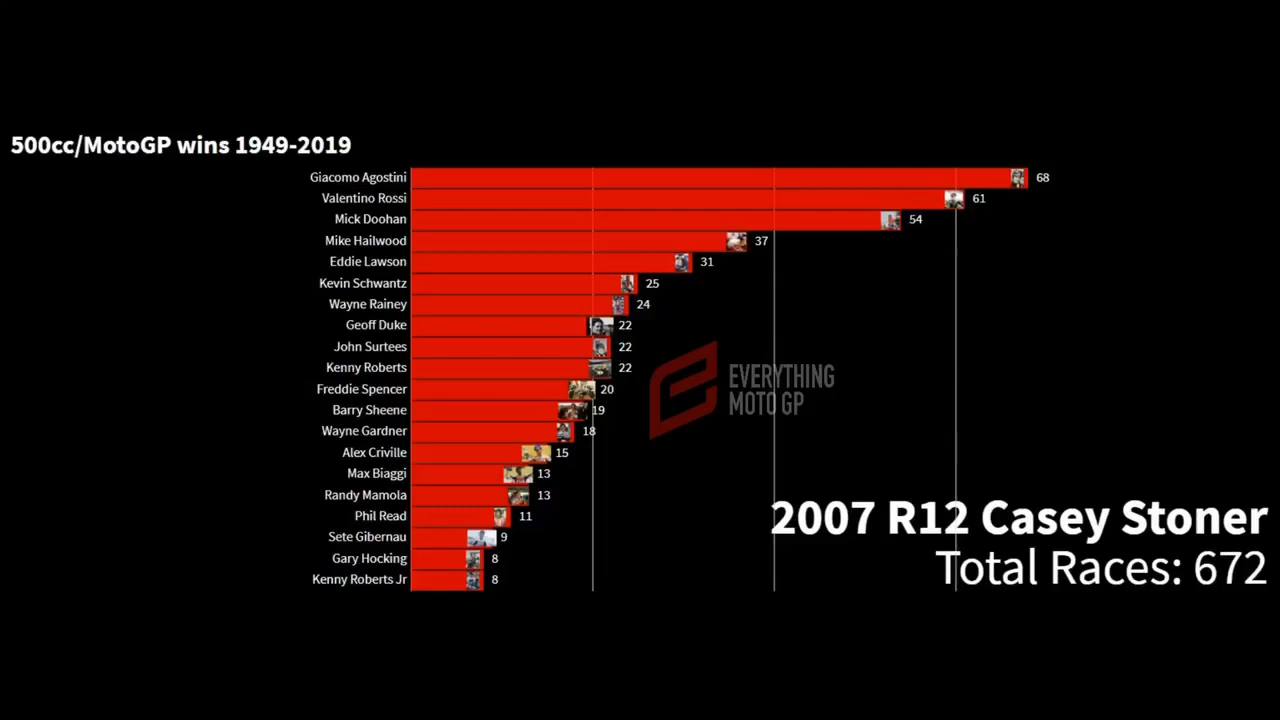 500cc/MotoGP wins 1949-2019
Giacomo Agostini 68
Valentino Rossi 61
Mick Doohan 54
Mike Hailwood 37
Eddie Lawson 31
Kevin Schwantz 25
Wayne Rainey 24
Geoff Duke 22
John Surtees 22
Kenny Roberts 22
Freddie Spencer 20
Barry Sheene 19
Wayne Gardner 18
Alex Criville 15
Max Biaggi 13
Randy Mamola 13
Phil Read 11
Sete Gibernau 9
Gary Hocking 8
Kenny Roberts Jr 8
EVERYTHING
MOTO GP
2007 R12 Casey Stoner
Total Races: 672